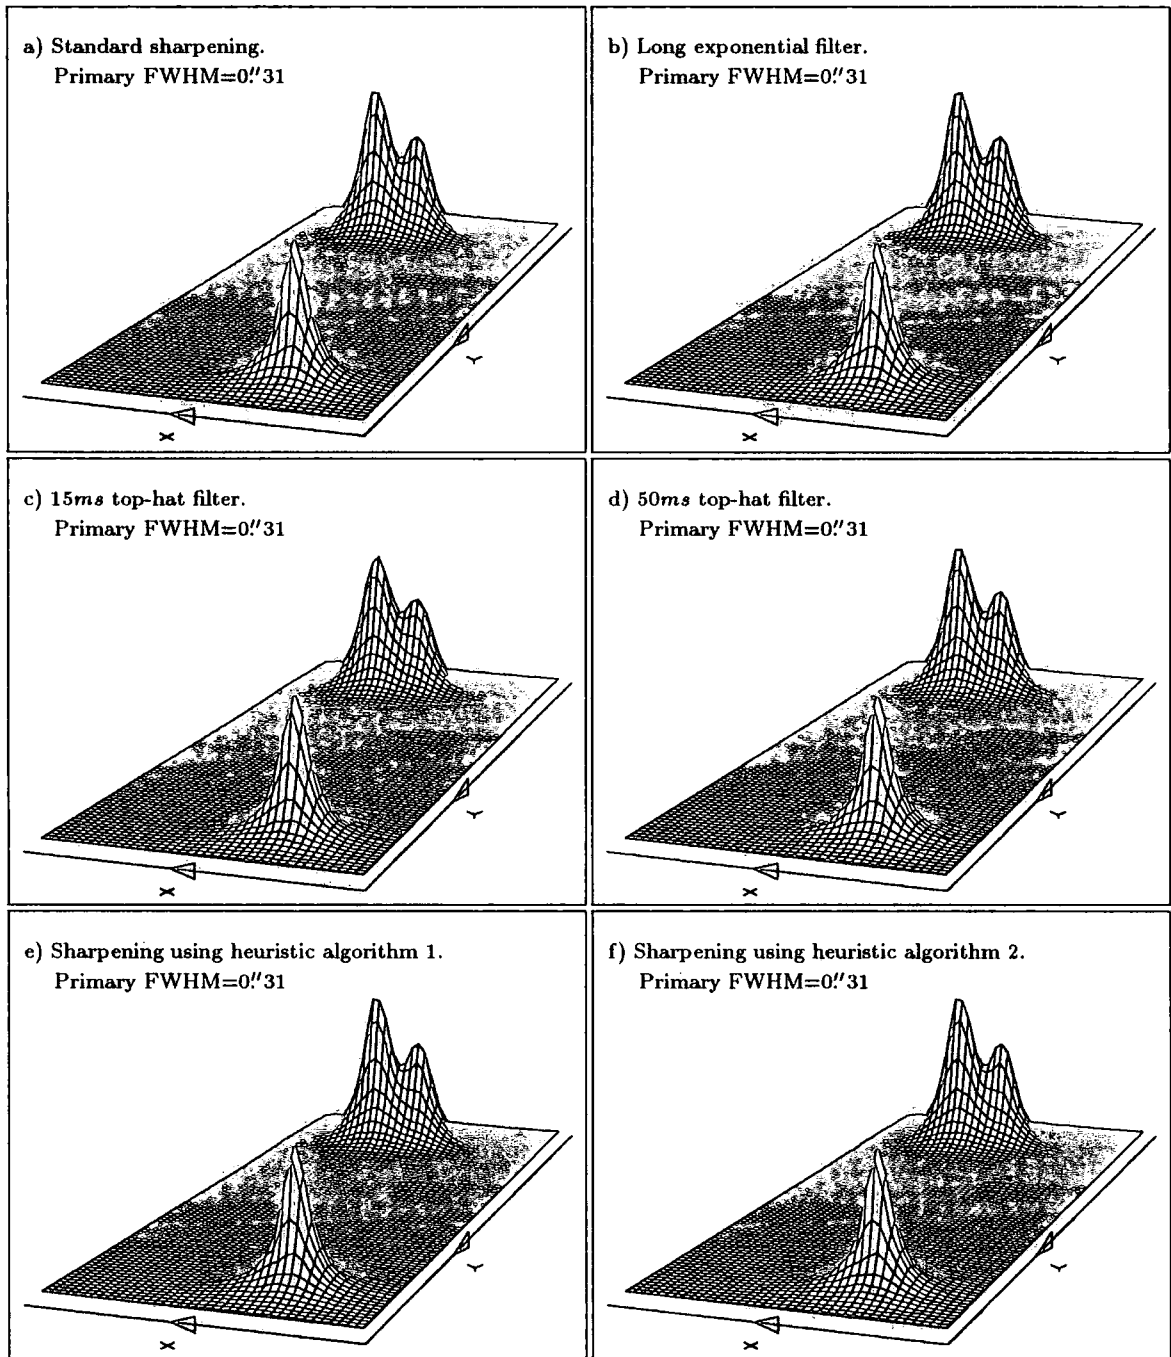 a) Standard sharpening.
Primary FWHM=0."31
b) Long exponential filter.
Primary FWHM=0."31
X
Y
X
Y
c) 15ms top-hat filter.
Primary FWHM=0."31
d) 50ms top-hat filter.
Primary FWHM=0."31
X
Y
X
Y
e) Sharpening using heuristic algorithm 1.
Primary FWHM=0."31
f) Sharpening using heuristic algorithm 2.
Primary FWHM=0."31
X
Y
X
Y